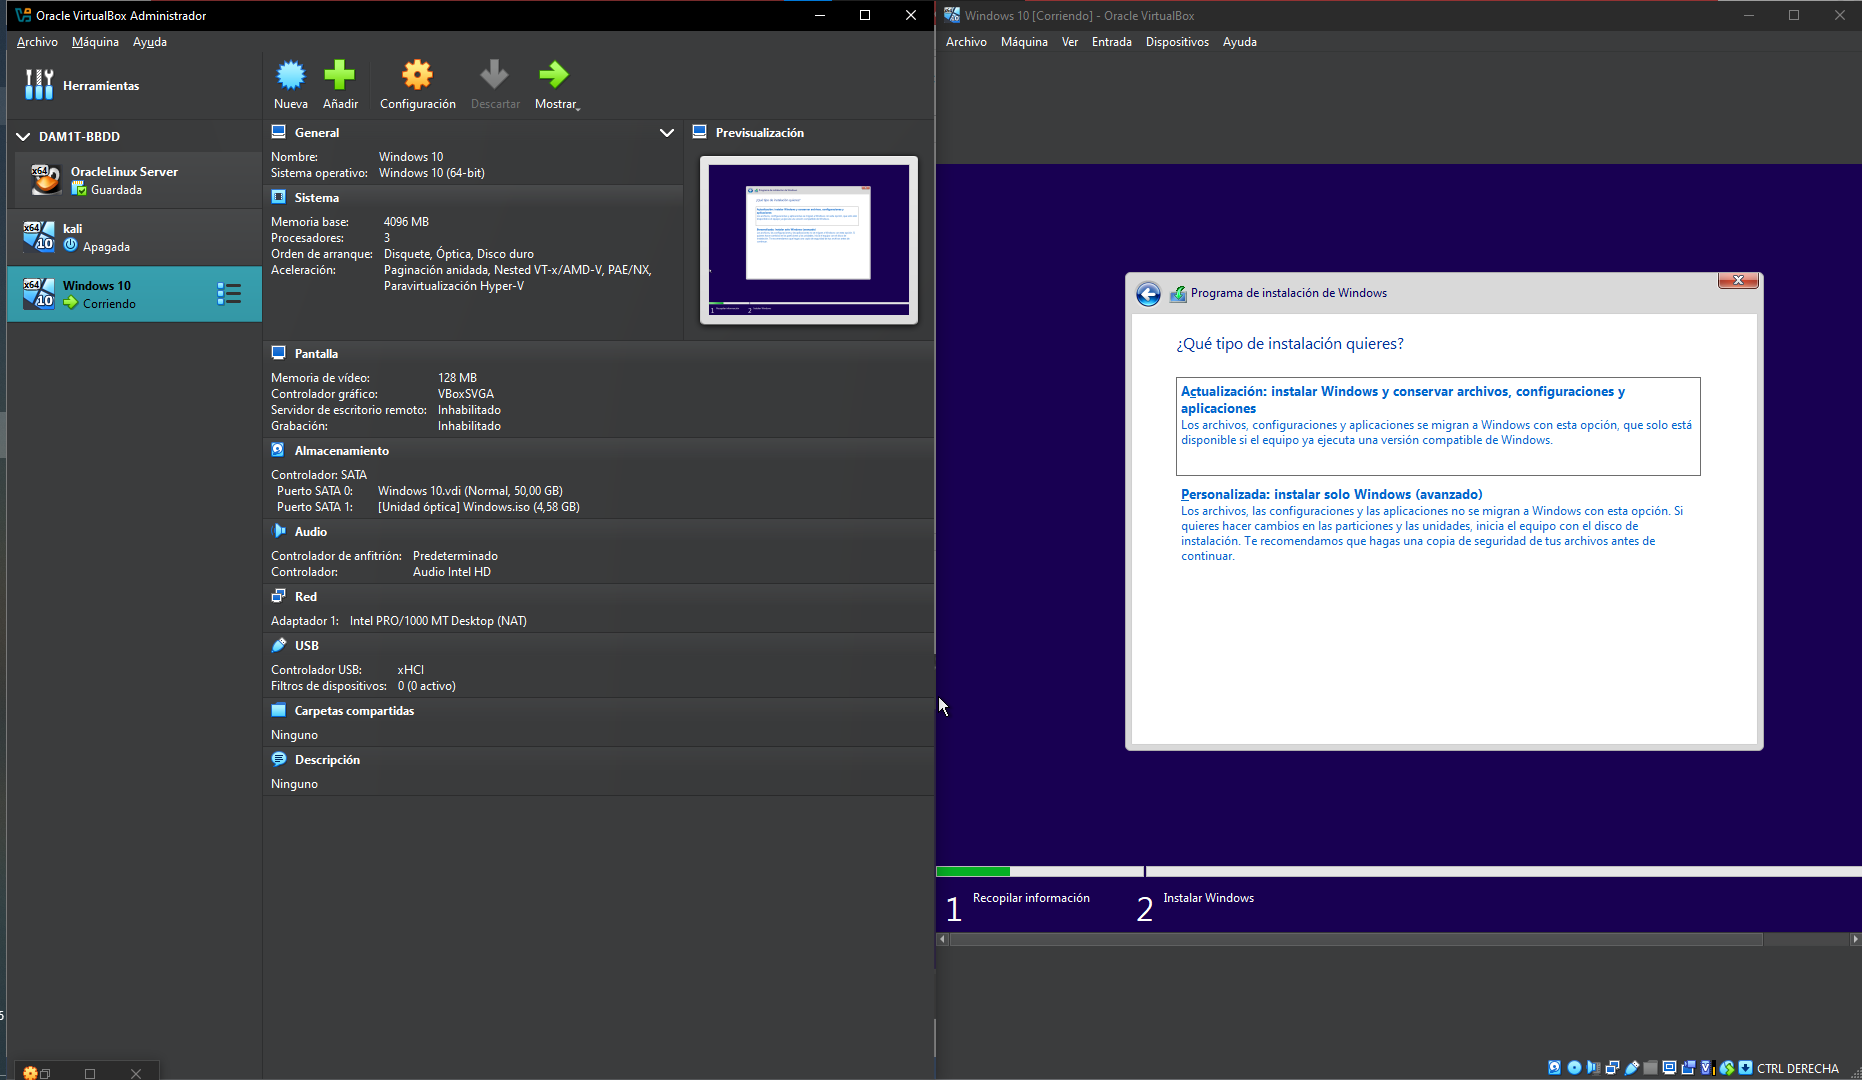 Oracle VirtualBox Administrador
Archivo Máquina Ayuda
Herramientas
Nueva Añadir Configuración Descartar Mostrar
DAM1T-BBDD
OracleLinux Server
Guardada
kali
Apagada
Windows 10
Corriendo
General
Nombre: Windows 10
Sistema operativo: Windows 10 (64-bit)
Sistema
Memoria base: 4096 MB
Procesadores: 3
Orden de arranque: Disquete, Óptica, Disco duro
Aceleración: Paginación anidada, Nested VT-x/AMD-V, PAE/NX,
Paravirtualización Hyper-V
Previsualización
Pantalla
Memoria de vídeo: 128 MB
Controlador gráfico: VBoxSVGA
Servidor de escritorio remoto: Inhabilitado
Grabación: Inhabilitado
Almacenamiento
Controlador: SATA
Puerto SATA 0: Windows 10.vdi (Normal, 50,00 GB)
Puerto SATA 1: [Unidad óptica] Windows.iso (4,58 GB)
Audio
Controlador de anfitrión: Predeterminado
Controlador: Audio Intel HD
Red
Adaptador 1: Intel PRO/1000 MT Desktop (NAT)
USB
Controlador USB: xHCI
Filtros de dispositivos: 0 (0 activo)
Carpetas compartidas
Ninguno
Descripción
Ninguno
Windows 10 [Corriendo] - Oracle VirtualBox
Archivo Máquina Ver Entrada Dispositivos Ayuda
Programa de instalación de Windows
¿Qué tipo de instalación quieres?
Actualización: instalar Windows y conservar archivos, configuraciones y
aplicaciones
Los archivos, configuraciones y aplicaciones se migran a Windows con esta opción, que solo está
disponible si el equipo ya ejecuta una versión compatible de Windows.
Personalizada: instalar solo Windows (avanzado)
Los archivos, las configuraciones y las aplicaciones no se migran a Windows con esta opción. Si
quieres hacer cambios en las particiones y las unidades, inicia el equipo con el disco de
instalación. Te recomendamos que hagas una copia de seguridad de tus archivos antes de
continuar.
1 Recopilar información 2 Instalar Windows
CTRL DERECHA